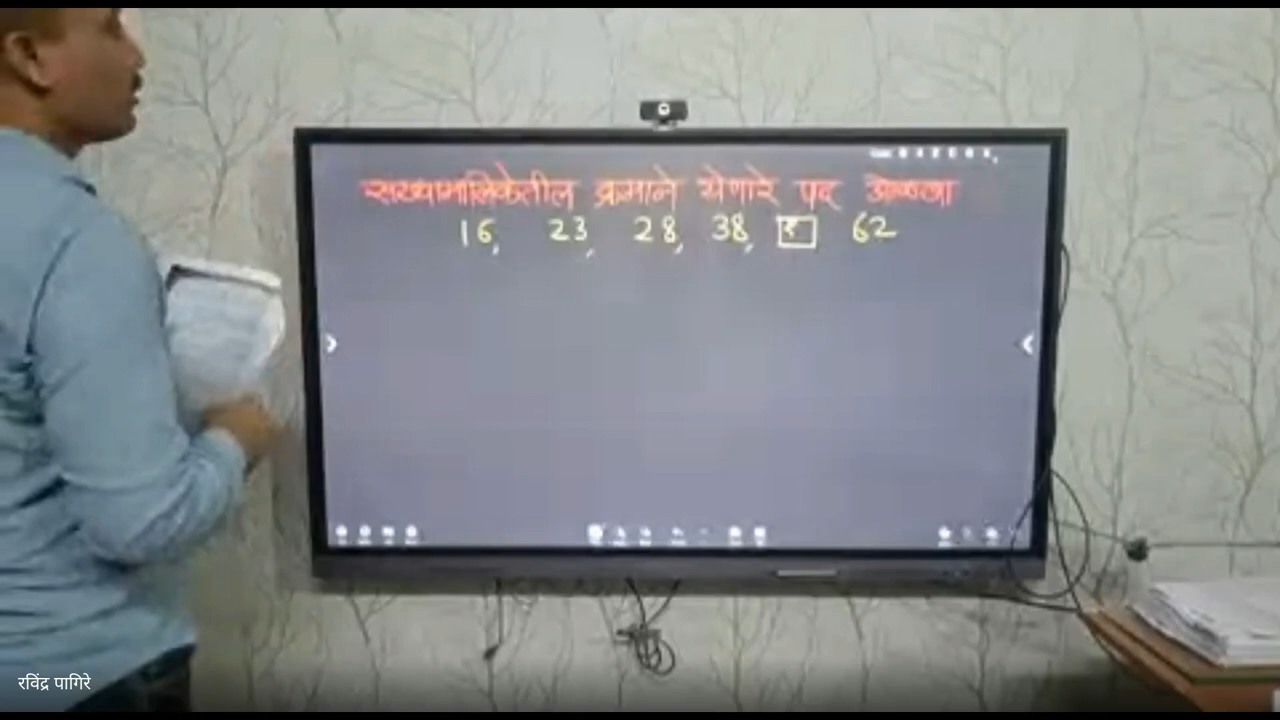 संख्यामालिकेतील क्रमाने येणारे पद ओळखा
16, 23, 28, 38, ? 62
रविंद्र पागिरे